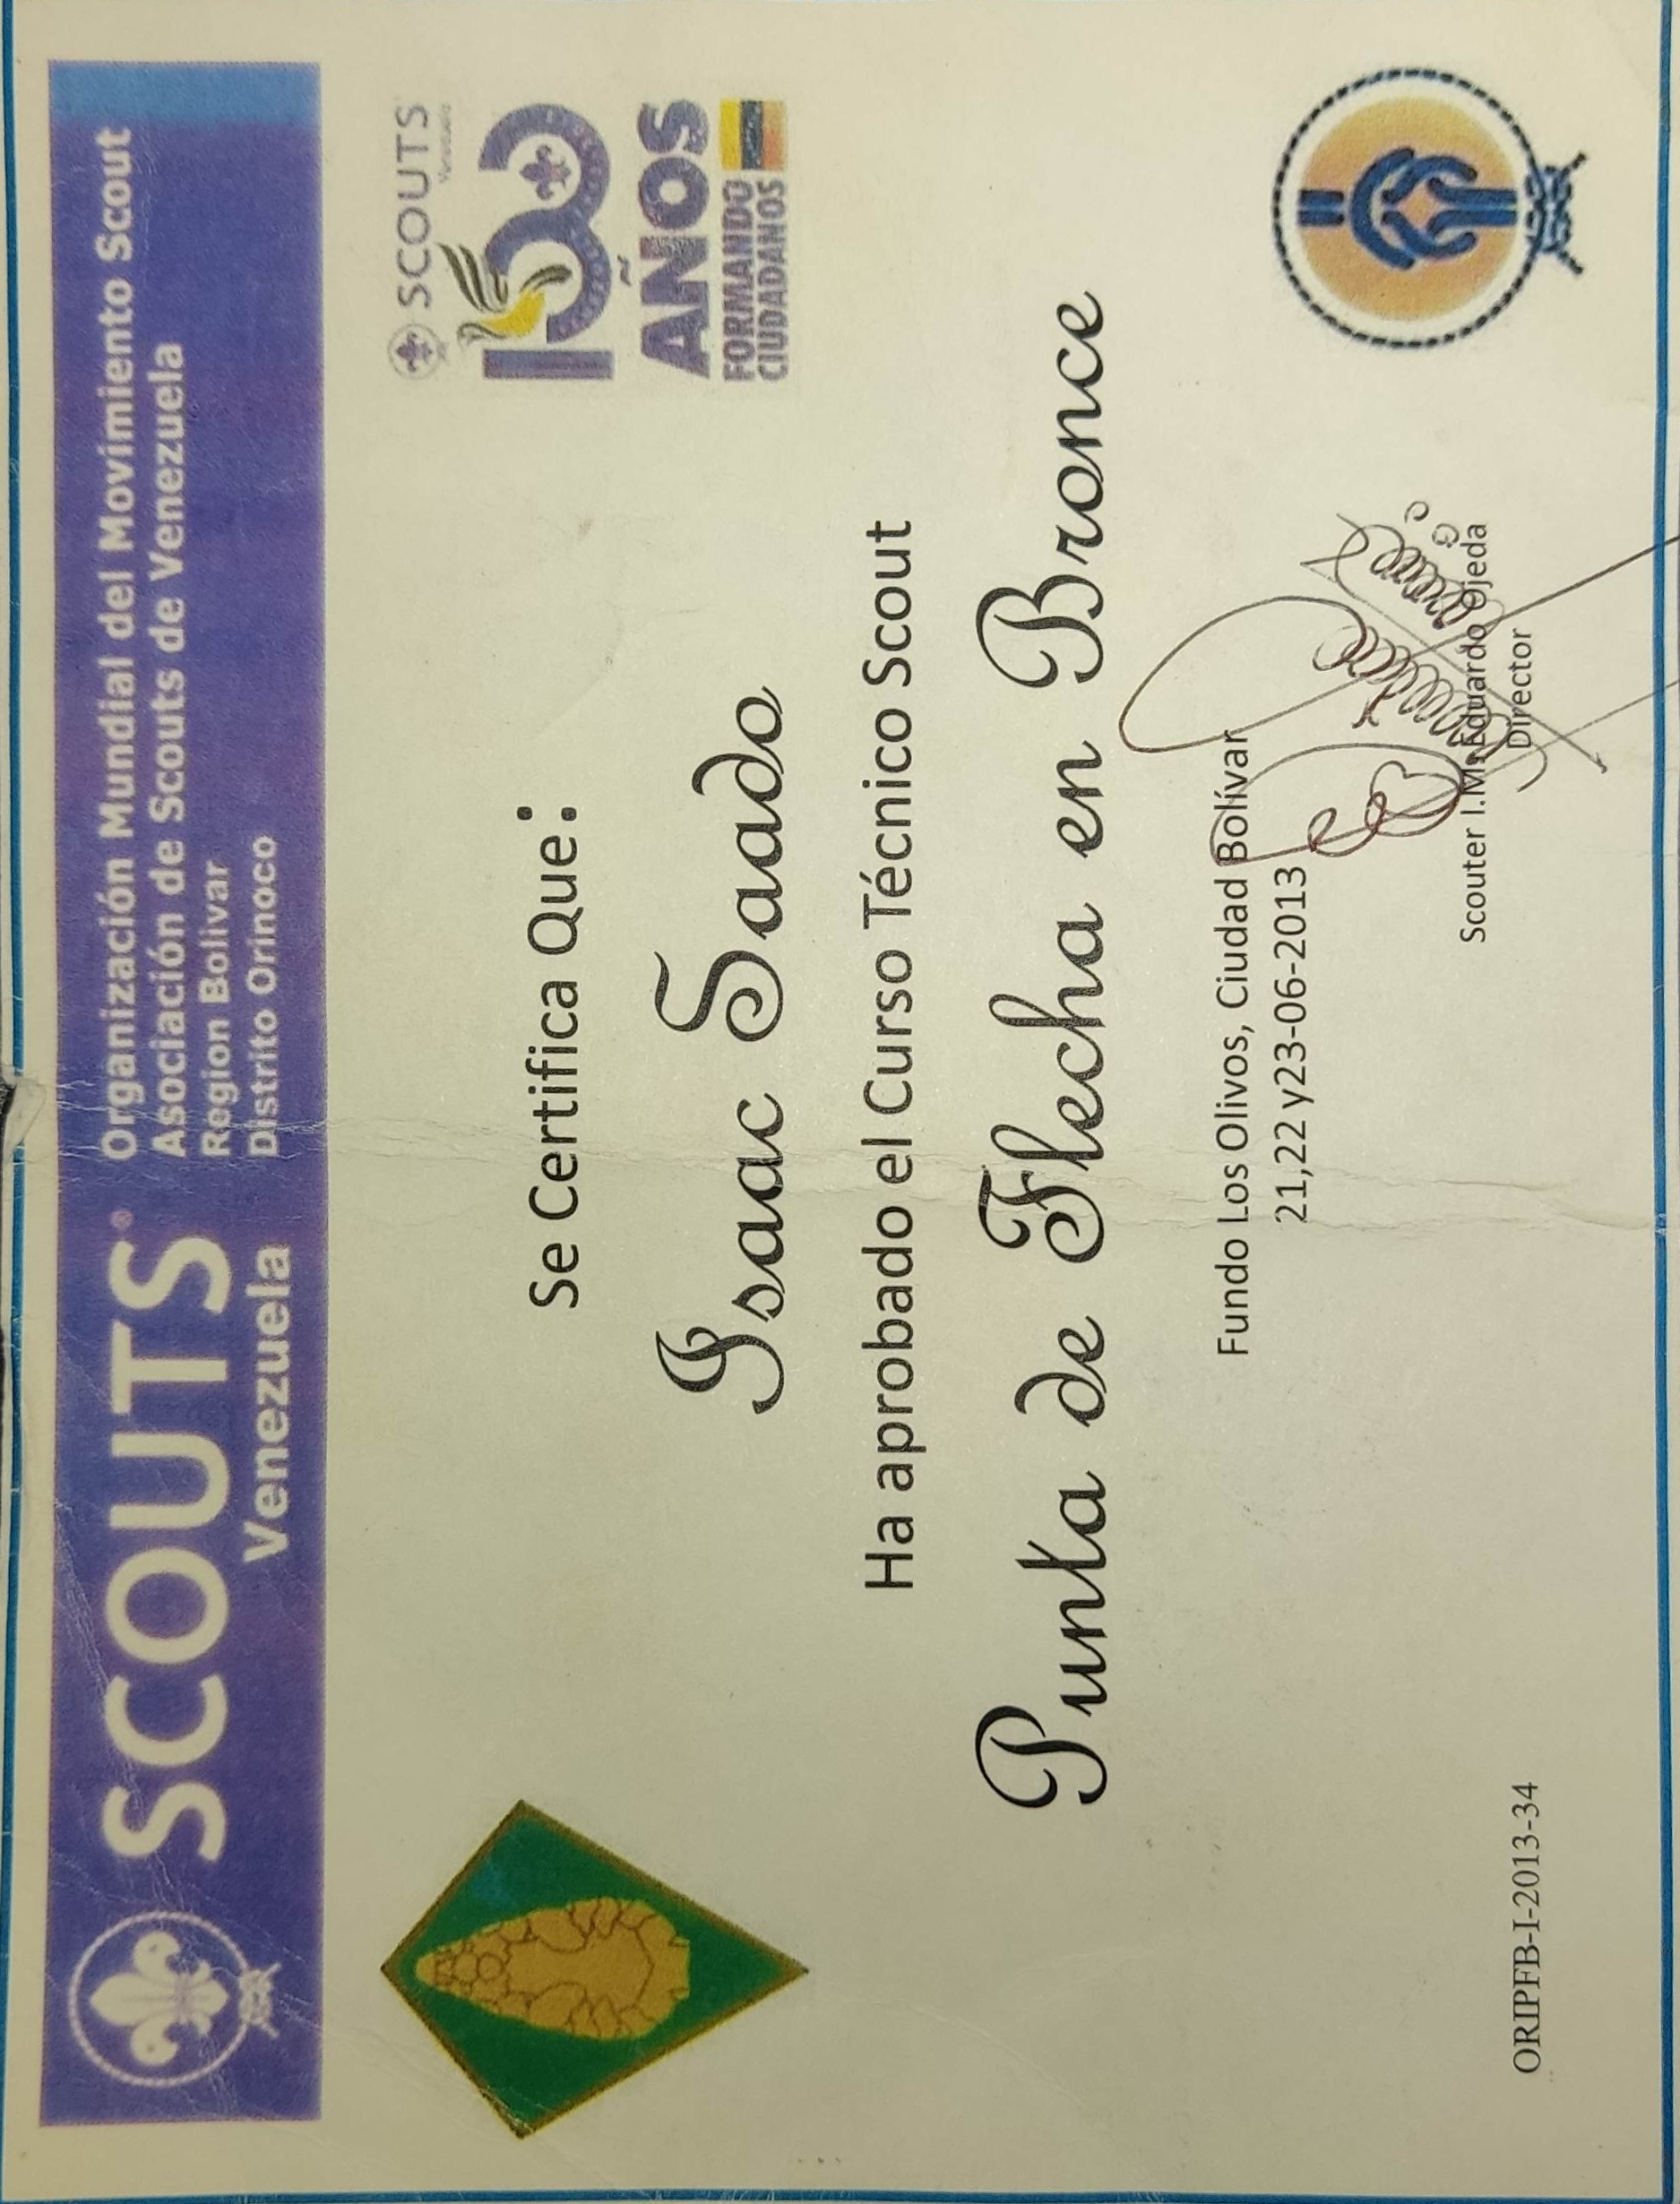 SCOUTS®
Venezuela
Organización Mundial del Movimiento Scout
Asociación de Scouts de Venezuela
Region Bolivar
Distrito Orinoco
SCOUTS
Venezuela
100
AÑOS
FORMANDO
CIUDADANOS
Se Certifica Que:
Isaac Saado
Ha aprobado el Curso Técnico Scout
Punta de Flecha en Bronce
Fundo Los Olivos, Ciudad Bolívar
21,22 y23-06-2013
Scouter I.M. Eduardo Ojeda
Director
ORIPFB-I-2013-34